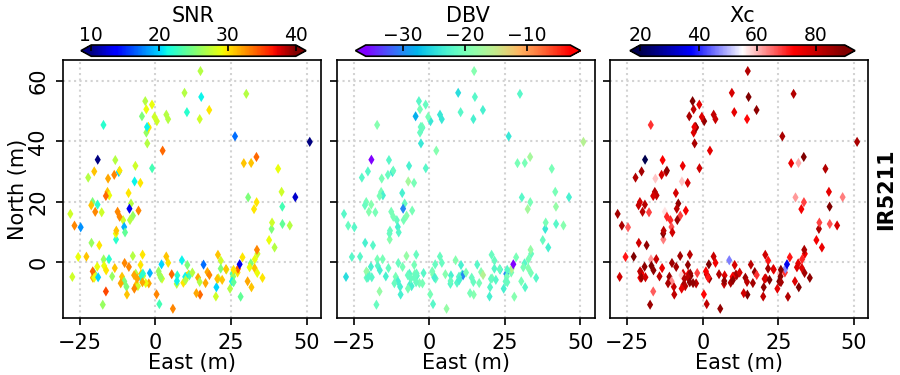 SNR DBV Xc
10 20 30 40 −30 −20 −10 20 40 60 80
60
40
20
0
North (m)
IR5211
−25 0 25 50 −25 0 25 50 −25 0 25 50
East (m) East (m) East (m)